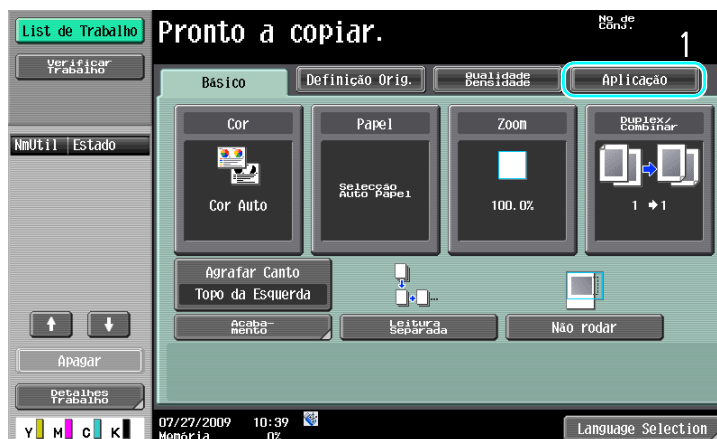 List de Trabalho
Pronto a copiar.
Nº de
Conj.
1
Verificar
Trabalho
Básico
Definição Orig.
Qualidade
Densidade
Aplicação
Cor
Papel
Zoom
Duplex/
Combinar
NmUtil Estado
Cor Auto
Selecção
Auto Papel
100.0%
1 → 1
Agrafar Canto
Topo da Esquerda
Acaba-
mento
Leitura
Separada
Não rodar
Apagar
Detalhes
Trabalho
Y M C K
07/27/2009 10:39
Memória 0%
Language Selection